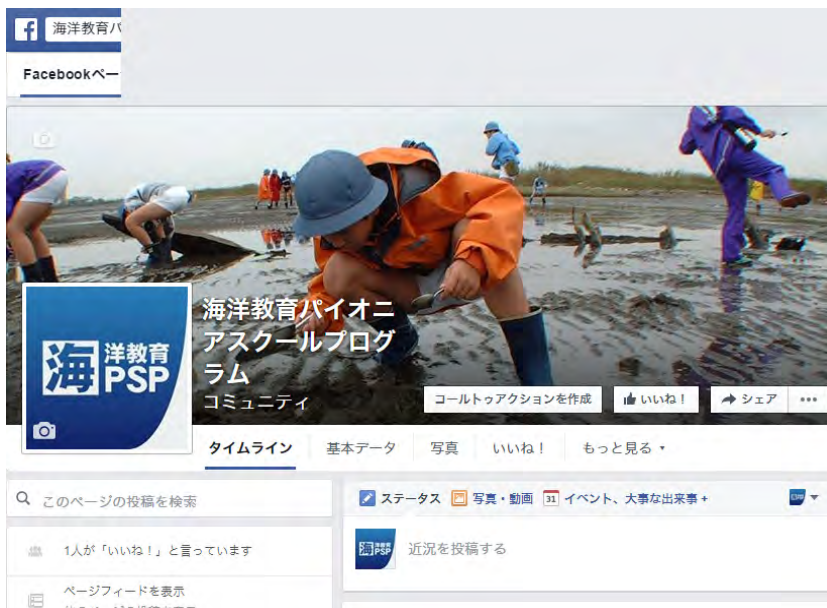 海洋教育パ
Facebookペー
海洋教育パイオニ
アスクールプログ
ラム
コミュニティ
海洋教育
PSP
コールトゥアクションを作成 いいね！ シェア
タイムライン 基本データ 写真 いいね！ もっと見る
このページの投稿を検索
ステータス 写真・動画 31 イベント、大事な出来事 +
1人が「いいね！」と言っています
海洋教育
PSP
近況を投稿する
ページフィードを表示